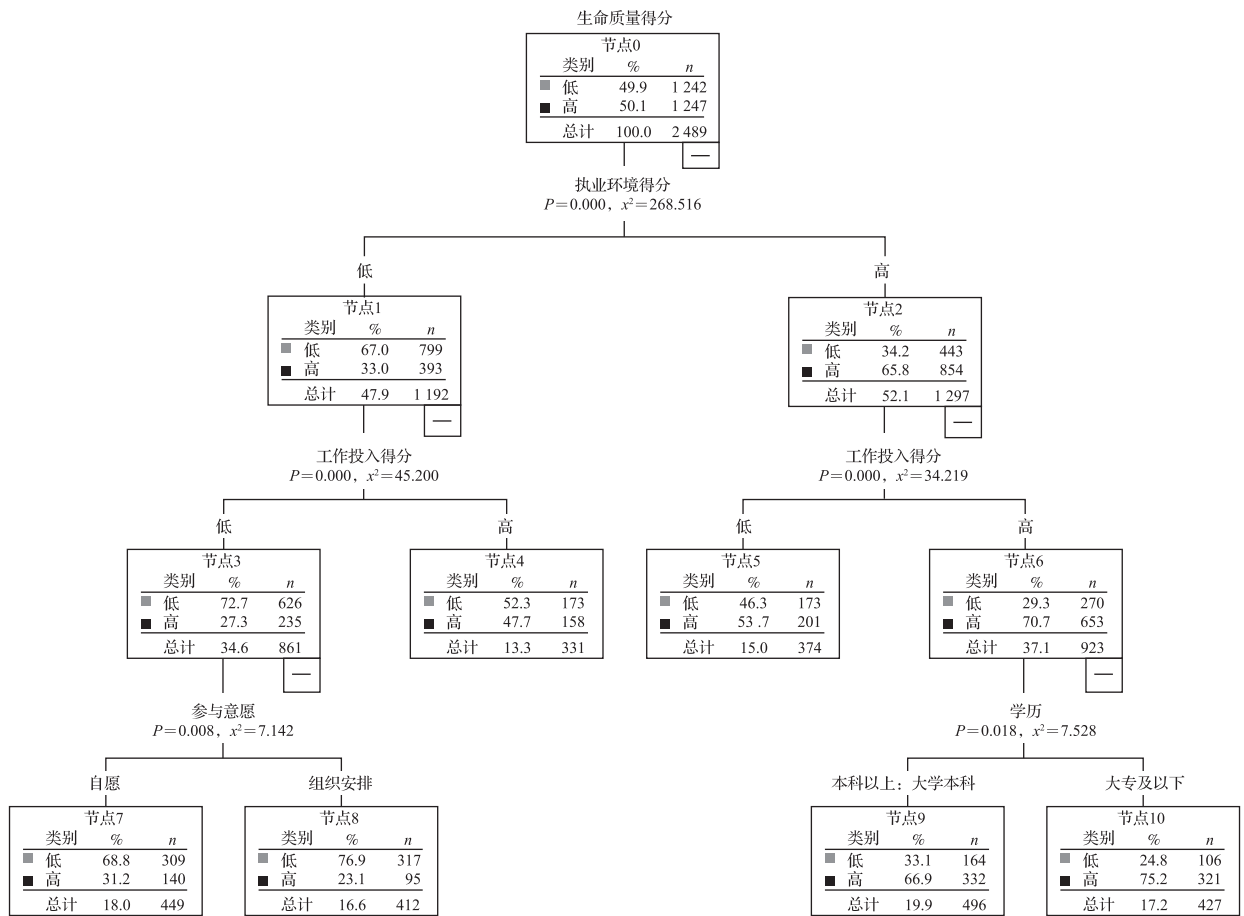 生命质量得分
节点0
类别 % n
低 49.9 1 242
高 50.1 1 247
总计 100.0 2 489
执业环境得分
P=0.000，x²=268.516
低
高
节点1
类别 % n
低 67.0 799
高 33.0 393
总计 47.9 1 192
节点2
类别 % n
低 34.2 443
高 65.8 854
总计 52.1 1 297
工作投入得分
P=0.000，x²=45.200
工作投入得分
P=0.000，x²=34.219
低
高
低
高
节点3
类别 % n
低 72.7 626
高 27.3 235
总计 34.6 861
节点4
类别 % n
低 52.3 173
高 47.7 158
总计 13.3 331
节点5
类别 % n
低 46.3 173
高 53 .7 201
总计 15.0 374
节点6
类别 % n
低 29.3 270
高 70.7 653
总计 37.1 923
参与意愿
P=0.008，x²=7.142
学历
P=0.018，x²=7.528
自愿
组织安排
本科以上；大学本科
大专及以下
节点7
类别 % n
低 68.8 309
高 31.2 140
总计 18.0 449
节点8
类别 % n
低 76.9 317
高 23.1 95
总计 16.6 412
节点9
类别 % n
低 33.1 164
高 66.9 332
总计 19.9 496
节点10
类别 % n
低 24.8 106
高 75.2 321
总计 17.2 427